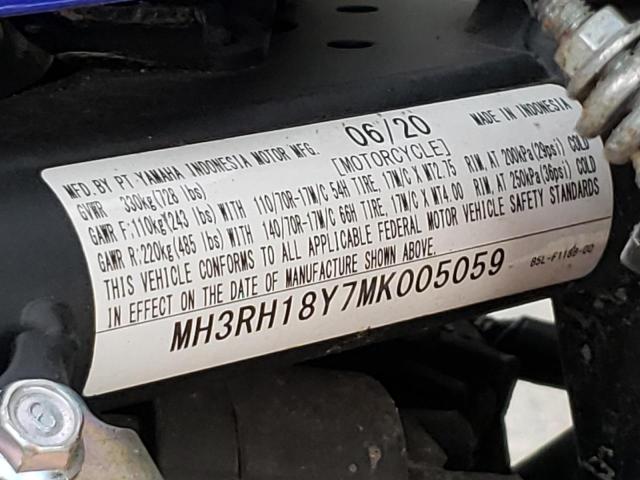 MFD.BY PT.YAMAHA INDONESIA MOTOR MFG. 06/20 MADE IN INDONESIA
GVWR 330kg(728 lbs) [MOTORCYCLE]
GAWR F:110kg(243 lbs)WITH 110/70R-17M/C 54H TIRE, 17M/C X MT2.75 RIM, AT 200kPa(29psi)COLD
GAWR R:220kg(485 lbs)WITH 140/70R-17M/C 66H TIRE, 17M/C X MT4.00 RIM, AT 250kPa(36psi)COLD
THIS VEHICLE CONFORMS TO ALL APPLICABLE FEDERAL MOTOR VEHICLE SAFETY STANDARDS
IN EFFECT ON THE DATE OF MANUFACTURE SHOWN ABOVE.
MH3RH18Y7MK005059